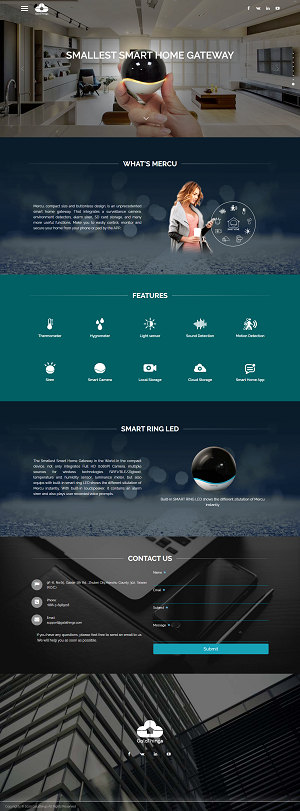 SMALLEST SMART HOME GATEWAY
WHAT'S MERCU
Mercu, compact size and buttonless design, is an unprecedented
smart home gateway. That integrates a surveillance camera,
environment detectors, alarm siren, SD card storage, and many
more useful functions. Make you to easily control, monitor and
secure your home from your phone or pad by the APP.
FEATURES
Thermometer
Hygrometer
Light sensor
Sound Detection
Motion Detection
Siren
Smart Camera
Local Storage
Cloud Storage
Smart Home App
SMART RING LED
The Smallest Smart Home Gateway in the World-in the compact
device, not only integrates Full HD
Camera, multiple
sources for wireless technologies
temperature and humidity sensor, luminance meter, but also
equips with built-in smart ring LED shows the different situation of
Mercu instantly. With built-in loudspeaker, it contains an alarm
siren and also plays user recorded voice prompts.
Built-in SMART RING LED shows the different situation of Mercu
instantly
CONTACT US
Name
Email
Subject
Message
Submit
Phone:
Email:
If you have any questions, please feel free to send an email to us.
We will help you as soon as possible.
Goldtrings